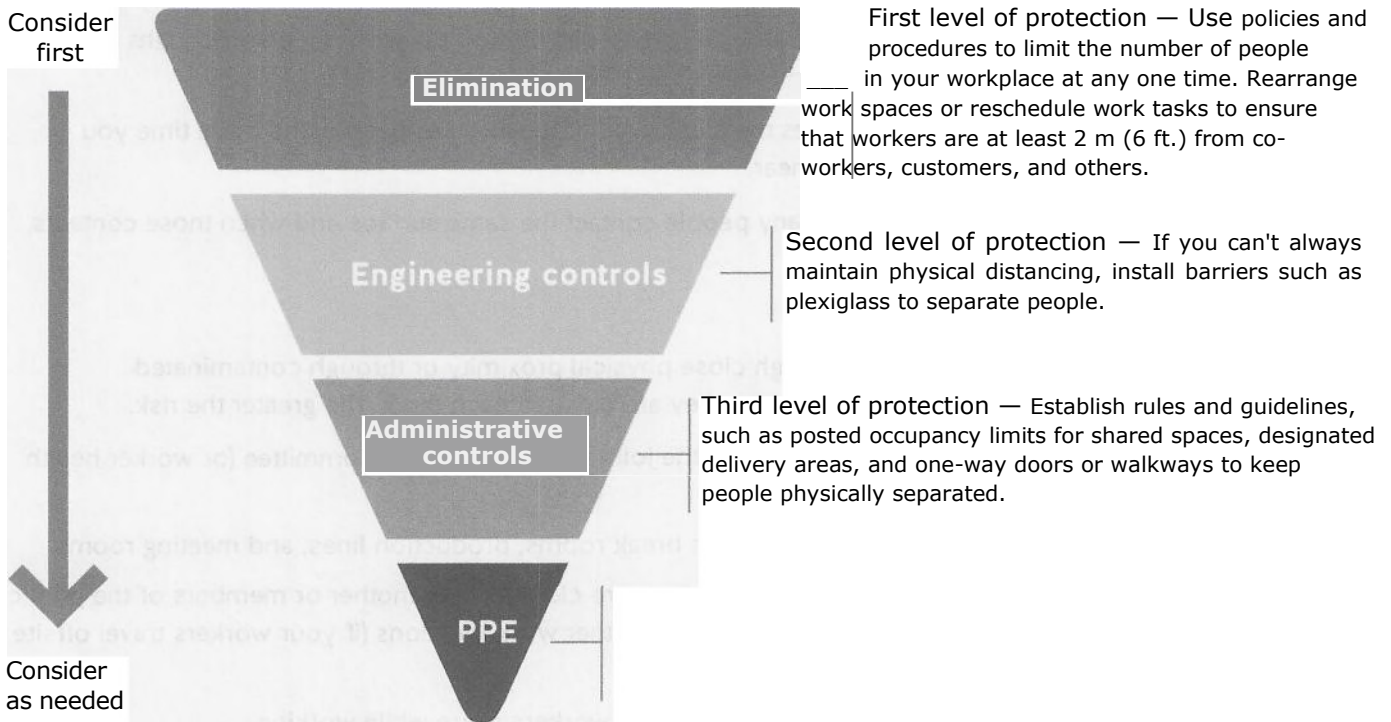 Consider
first
First level of protection — Use policies and
procedures to limit the number of people
in your workplace at any one time. Rearrange
work spaces or reschedule work tasks to ensure
that workers are at least 2 m (6 ft.) from co-
workers, customers, and others.
Elimination
Engineering controls
Second level of protection — If you can't always
maintain physical distancing, install barriers such as
plexiglass to separate people.
Administrative
controls
Third level of protection — Establish rules and guidelines,
such as posted occupancy limits for shared spaces, designated
delivery areas, and one-way doors or walkways to keep
people physically separated.
PPE
Consider
as needed